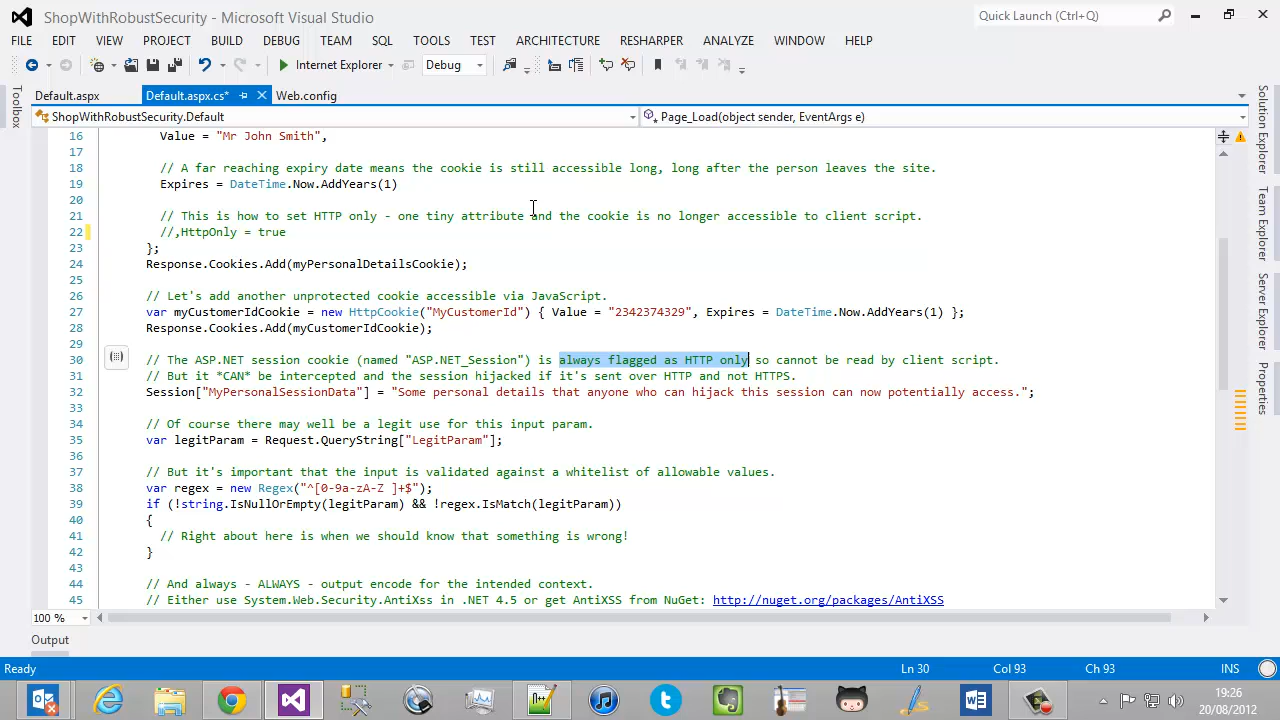 ShopWithRobustSecurity - Microsoft Visual Studio
Quick Launch (Ctrl+Q)
FILE EDIT VIEW PROJECT BUILD DEBUG TEAM SQL TOOLS TEST ARCHITECTURE RESHARPER ANALYZE WINDOW HELP
Internet Explorer Debug
Default.aspx Default.aspx.cs* Web.config
ShopWithRobustSecurity.Default Page_Load(object sender, EventArgs e)
Toolbox
16 Value = "Mr John Smith",
17
18 // A far reaching expiry date means the cookie is still accessible long, long after the person leaves the site.
19 Expires = DateTime.Now.AddYears(1)
20
21 // This is how to set HTTP only - one tiny attribute and the cookie is no longer accessible to client script.
22 //,HttpOnly = true
23 };
24 Response.Cookies.Add(myPersonalDetailsCookie);
25
26 // Let's add another unprotected cookie accessible via JavaScript.
27 var myCustomerIdCookie = new HttpCookie("MyCustomerId") { Value = "2342374329", Expires = DateTime.Now.AddYears(1) };
28 Response.Cookies.Add(myCustomerIdCookie);
29
30 // The ASP.NET session cookie (named "ASP.NET_Session") is always flagged as HTTP only so cannot be read by client script.
31 // But it *CAN* be intercepted and the session hijacked if it's sent over HTTP and not HTTPS.
32 Session["MyPersonalSessionData"] = "Some personal details that anyone who can hijack this session can now potentially access.";
33
34 // Of course there may well be a legit use for this input param.
35 var legitParam = Request.QueryString["LegitParam"];
36
37 // But it's important that the input is validated against a whitelist of allowable values.
38 var regex = new Regex("^[0-9a-zA-Z ]+$");
39 if (!string.IsNullOrEmpty(legitParam) && !regex.IsMatch(legitParam))
40 {
41 // Right about here is when we should know that something is wrong!
42 }
43
44 // And always - ALWAYS - output encode for the intended context.
45 // Either use System.Web.Security.AntiXss in .NET 4.5 or get AntiXSS from NuGet: http://nuget.org/packages/AntiXSS
Solution Explorer
Team Explorer
Server Explorer
Properties
100 %
Output
Ready Ln 30 Col 93 Ch 93 INS
19:26
20/08/2012